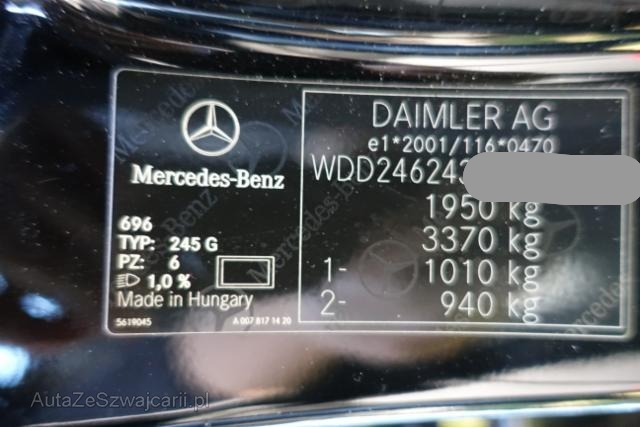 Mercedes-Benz
696
TYP: 245 G
PZ: 6
1,0 %
Made in Hungary
5619045
A 007 817 14 20
DAIMLER AG
e1*2001/116*0470
WDD24624
1950 kg
3370 kg
1- 1010 kg
2- 940 kg
AutaZeSzwajcarii.pl